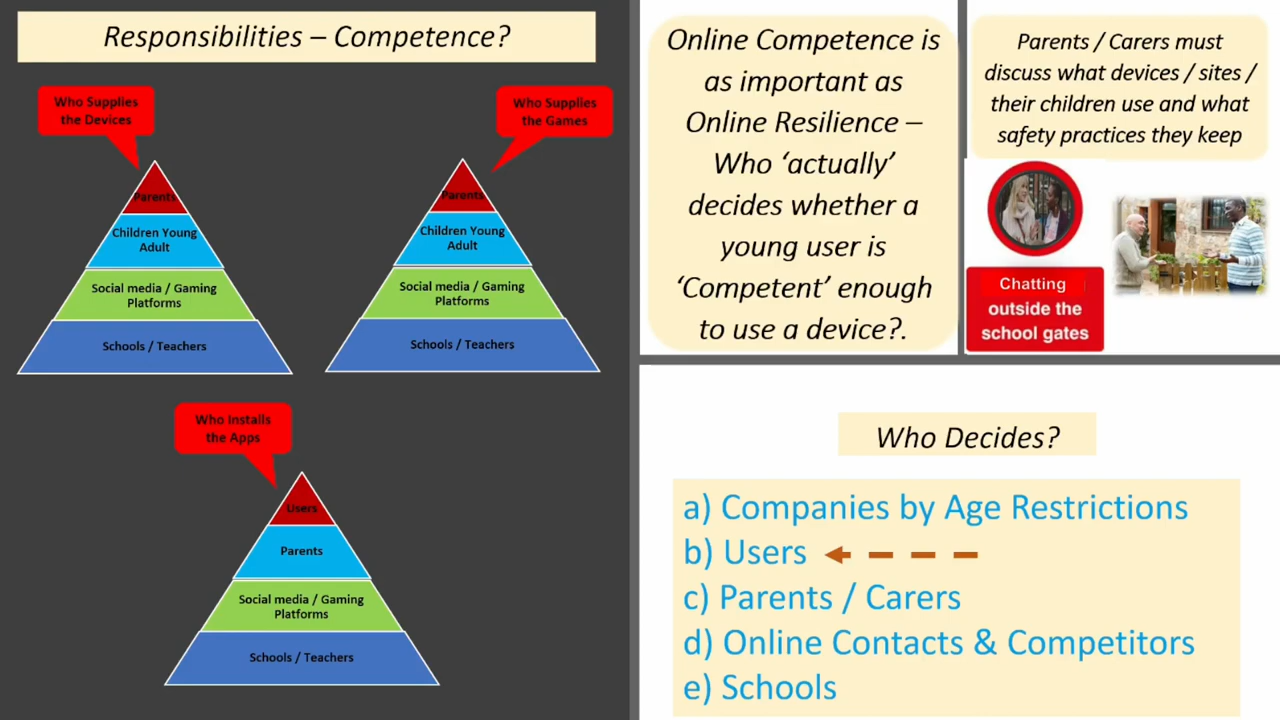 Responsibilities – Competence?
Who Supplies
the Devices
Parents
Children Young
Adult
Social media / Gaming
Platforms
Schools / Teachers
Who Supplies
the Games
Parents
Children Young
Adult
Social media / Gaming
Platforms
Schools / Teachers
Who Installs
the Apps
Users
Parents
Social media / Gaming
Platforms
Schools / Teachers
Online Competence is
as important as
Online Resilience –
Who ‘actually’
decides whether a
young user is
‘Competent’ enough
to use a device?.
Parents / Carers must
discuss what devices / sites /
their children use and what
safety practices they keep
Chatting
outside the
school gates
Who Decides?
a) Companies by Age Restrictions
b) Users
c) Parents / Carers
d) Online Contacts & Competitors
e) Schools